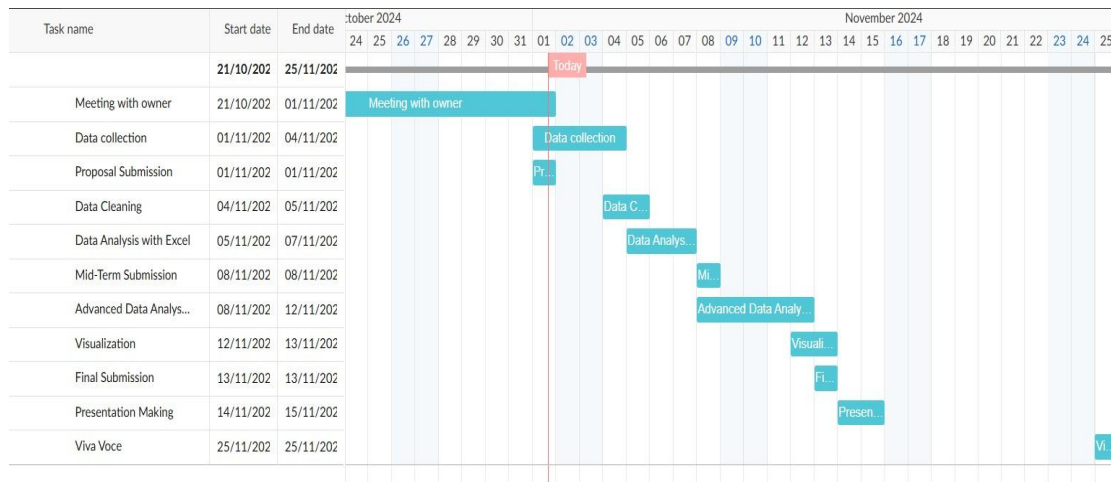 Task name Start date End date :tober 2024 November 2024
24 25 26 27 28 29 30 31 01 02 03 04 05 06 07 08 09 10 11 12 13 14 15 16 17 18 19 20 21 22 23 24 25
21/10/202 25/11/202 Today
Meeting with owner 21/10/202 01/11/202 Meeting with owner
Data collection 01/11/202 04/11/202 Data collection
Proposal Submission 01/11/202 01/11/202 Pr...
Data Cleaning 04/11/202 05/11/202 Data C...
Data Analysis with Excel 05/11/202 07/11/202 Data Analys...
Mid-Term Submission 08/11/202 08/11/202 Mi...
Advanced Data Analys... 08/11/202 12/11/202 Advanced Data Analy...
Visualization 12/11/202 13/11/202 Visuali...
Final Submission 13/11/202 13/11/202 Fi...
Presentation Making 14/11/202 15/11/202 Presen...
Viva Voce 25/11/202 25/11/202 Vi...